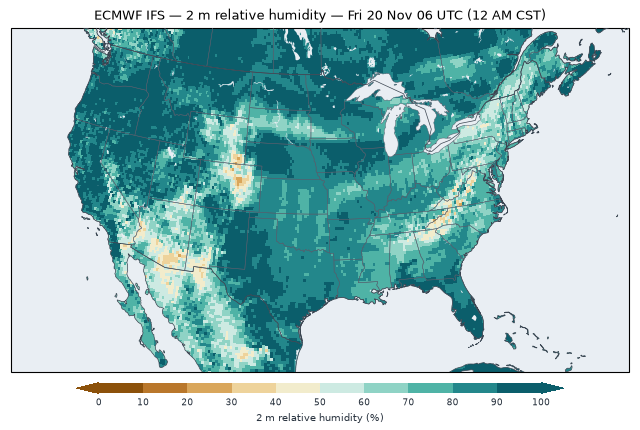 ECMWF IFS — 2 m relative humidity — Fri 20 Nov 06 UTC (12 AM CST)
0 10 20 30 40 50 60 70 80 90 100
2 m relative humidity (%)